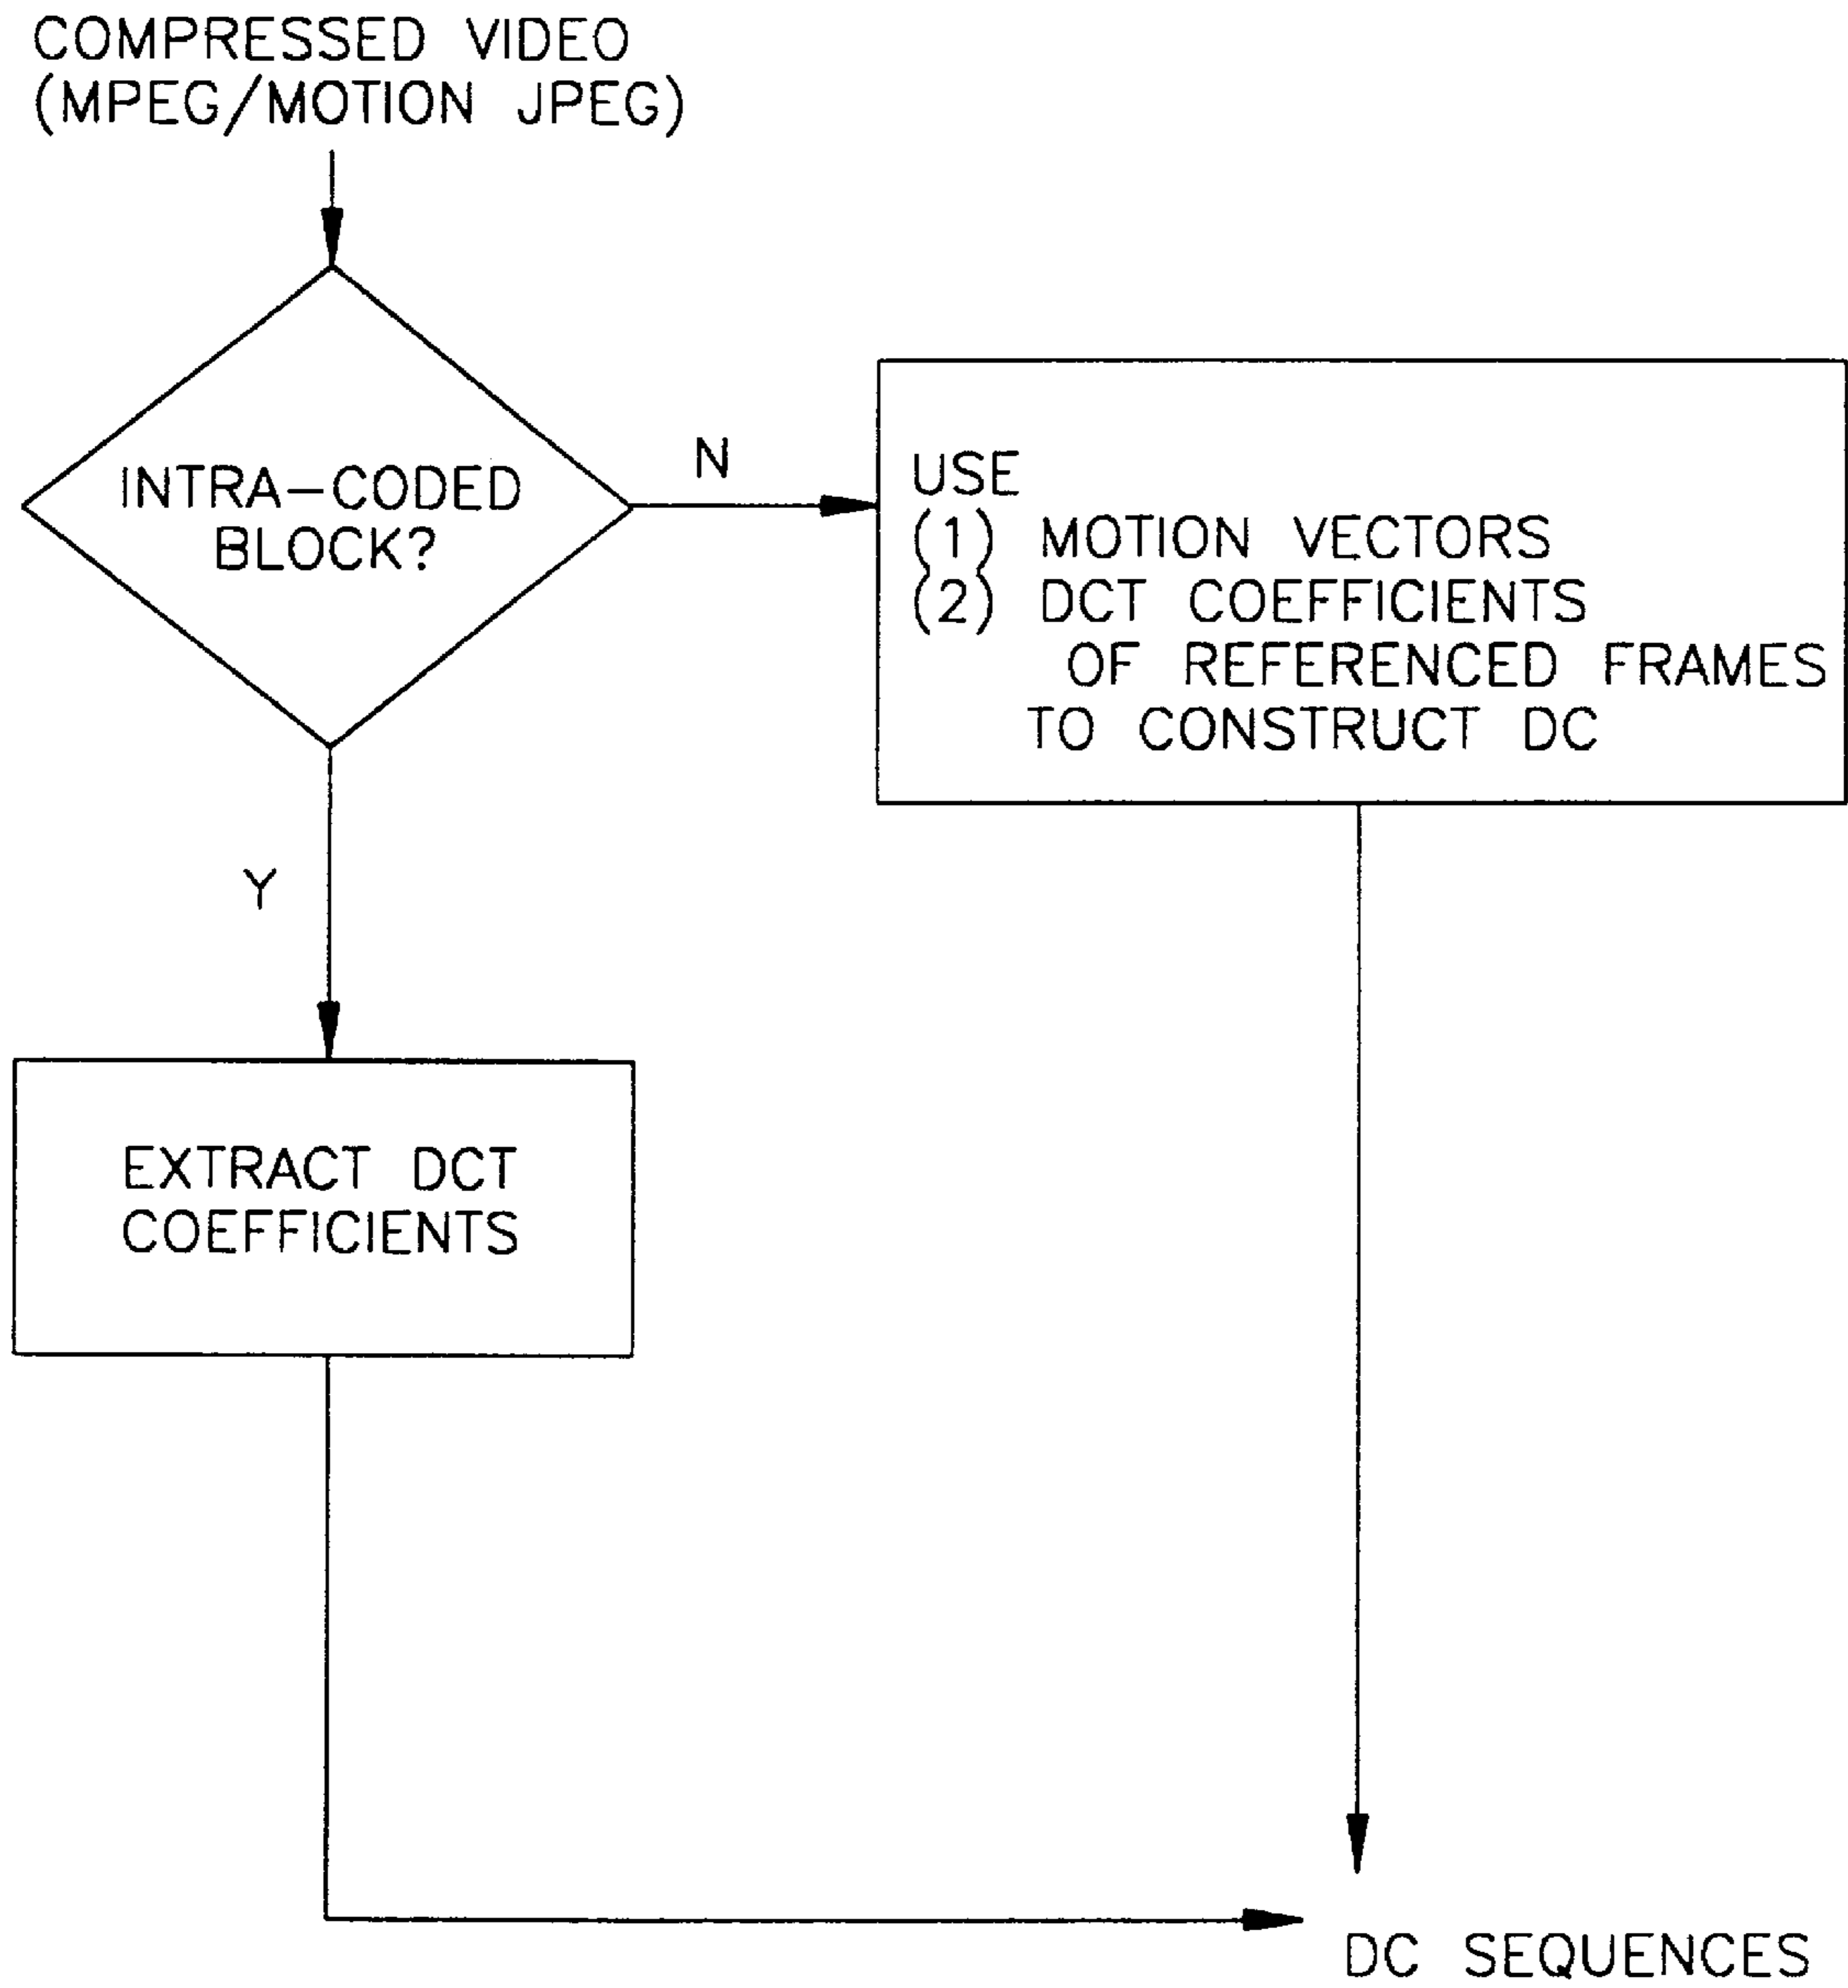 COMPRESSED VIDEO
(MPEG/MOTION JPEG)
INTRA-CODED
BLOCK?
N
USE
(1) MOTION VECTORS
(2) DCT COEFFICIENTS
OF REFERENCED FRAMES
TO CONSTRUCT DC
Y
EXTRACT DCT
COEFFICIENTS
DC SEQUENCES